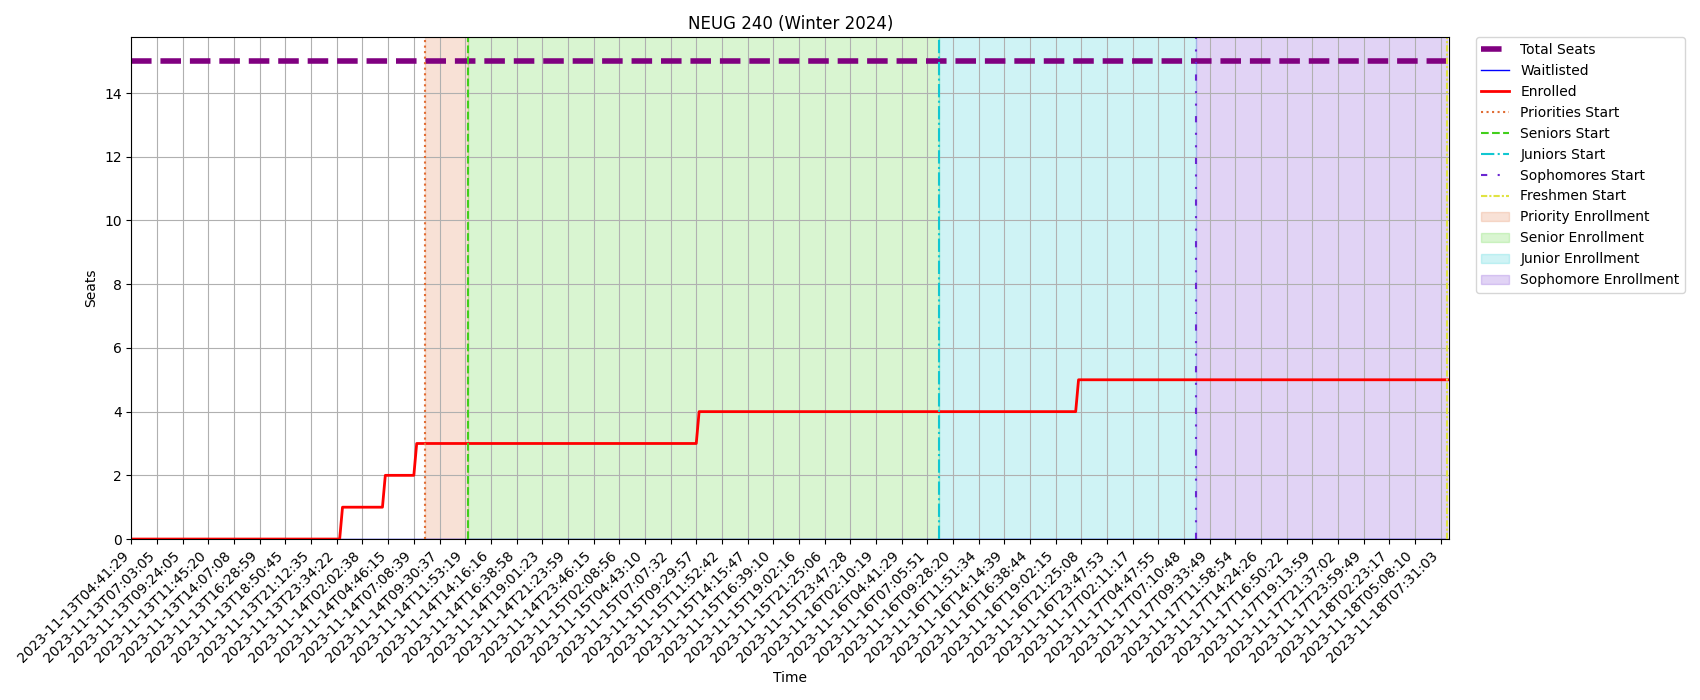 NEUG 240 (Winter 2024)
Total Seats
Waitlisted
Enrolled
Priorities Start
Seniors Start
Juniors Start
Sophomores Start
Freshmen Start
Priority Enrollment
Senior Enrollment
Junior Enrollment
Sophomore Enrollment
Seats
14
12
10
8
6
4
2
0
2023-11-13T04:41:29
2023-11-13T07:03:05
2023-11-13T09:24:05
2023-11-13T11:45:20
2023-11-13T14:07:08
2023-11-13T16:28:59
2023-11-13T18:50:45
2023-11-13T21:12:35
2023-11-13T23:34:22
2023-11-14T02:02:38
2023-11-14T04:46:15
2023-11-14T07:08:39
2023-11-14T09:30:37
2023-11-14T11:53:19
2023-11-14T14:16:16
2023-11-14T16:38:58
2023-11-14T19:01:23
2023-11-14T21:23:59
2023-11-14T23:46:15
2023-11-15T02:08:56
2023-11-15T04:43:10
2023-11-15T07:07:32
2023-11-15T09:29:57
2023-11-15T11:52:42
2023-11-15T14:15:47
2023-11-15T16:39:10
2023-11-15T19:02:16
2023-11-15T21:25:06
2023-11-15T23:47:28
2023-11-16T02:10:19
2023-11-16T04:41:29
2023-11-16T07:05:51
2023-11-16T09:28:20
2023-11-16T11:51:34
2023-11-16T14:14:39
2023-11-16T16:38:44
2023-11-16T19:02:15
2023-11-16T21:25:08
2023-11-16T23:47:53
2023-11-17T02:11:17
2023-11-17T04:47:55
2023-11-17T07:10:48
2023-11-17T09:33:49
2023-11-17T11:58:54
2023-11-17T14:24:26
2023-11-17T16:50:22
2023-11-17T19:13:59
2023-11-17T21:37:02
2023-11-17T23:59:49
2023-11-18T02:23:17
2023-11-18T05:08:10
2023-11-18T07:31:03
Time